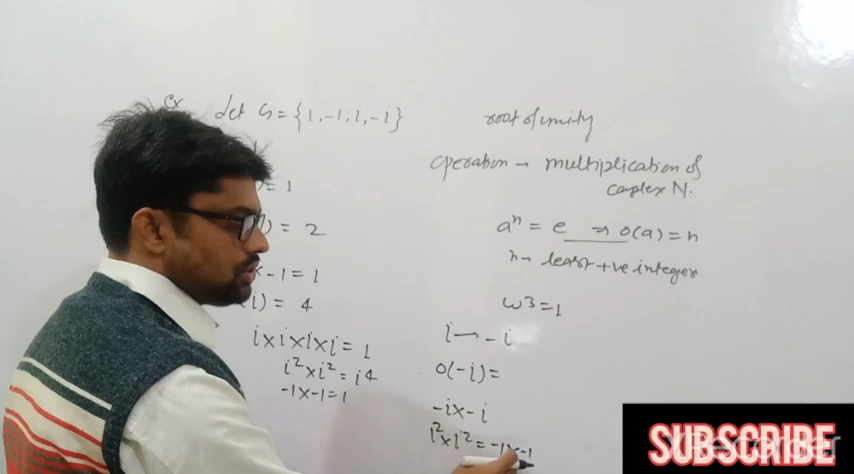 Ex Let G = {1, -1, i, -i}
) = 1
) = 2
x -1 = 1
i) = 4
i x i x i x i = 1
i² x i² = i⁴
-1 x -1 = 1
root of unity
operation → multiplication of
complex N.
aⁿ = e ⇒ o(a) = n
n → least +ve integer
ω3 = 1
i → -i
o(-i) =
-i x -i
i² x i² = -1 x -1
SUBSCRIBE